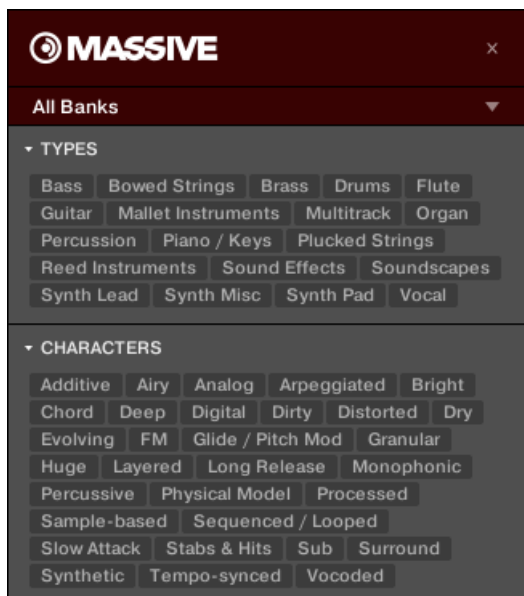 MASSIVE ×
All Banks
TYPES
Bass Bowed Strings Brass Drums Flute
Guitar Mallet Instruments Multitrack Organ
Percussion Piano / Keys Plucked Strings
Reed Instruments Sound Effects Soundscapes
Synth Lead Synth Misc Synth Pad Vocal
CHARACTERS
Additive Airy Analog Arpeggiated Bright
Chord Deep Digital Dirty Distorted Dry
Evolving FM Glide / Pitch Mod Granular
Huge Layered Long Release Monophonic
Percussive Physical Model Processed
Sample-based Sequenced / Looped
Slow Attack Stabs & Hits Sub Surround
Synthetic Tempo-synced Vocoded